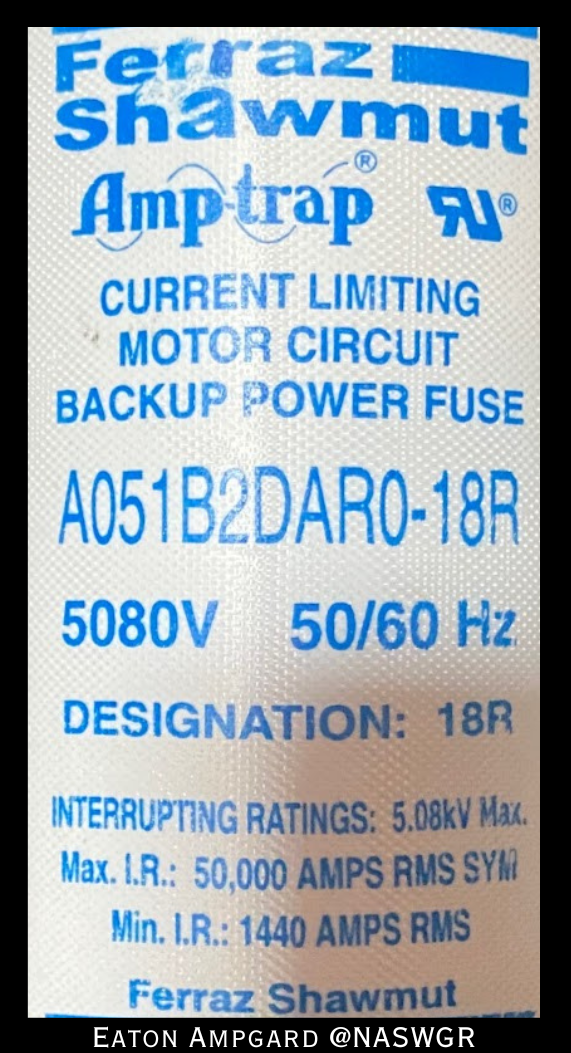 Ferraz
Shawmut
Amp-trap®
RU®
CURRENT LIMITING
MOTOR CIRCUIT
BACKUP POWER FUSE
A051B2DAR0-18R
5080V 50/60 Hz
DESIGNATION: 18R
INTERRUPTING RATINGS: 5.08kV Max.
Max. I.R.: 50,000 AMPS RMS SYM
Min. I.R.: 1440 AMPS RMS
Ferraz Shawmut
EATON AMPGARD @NASWGR